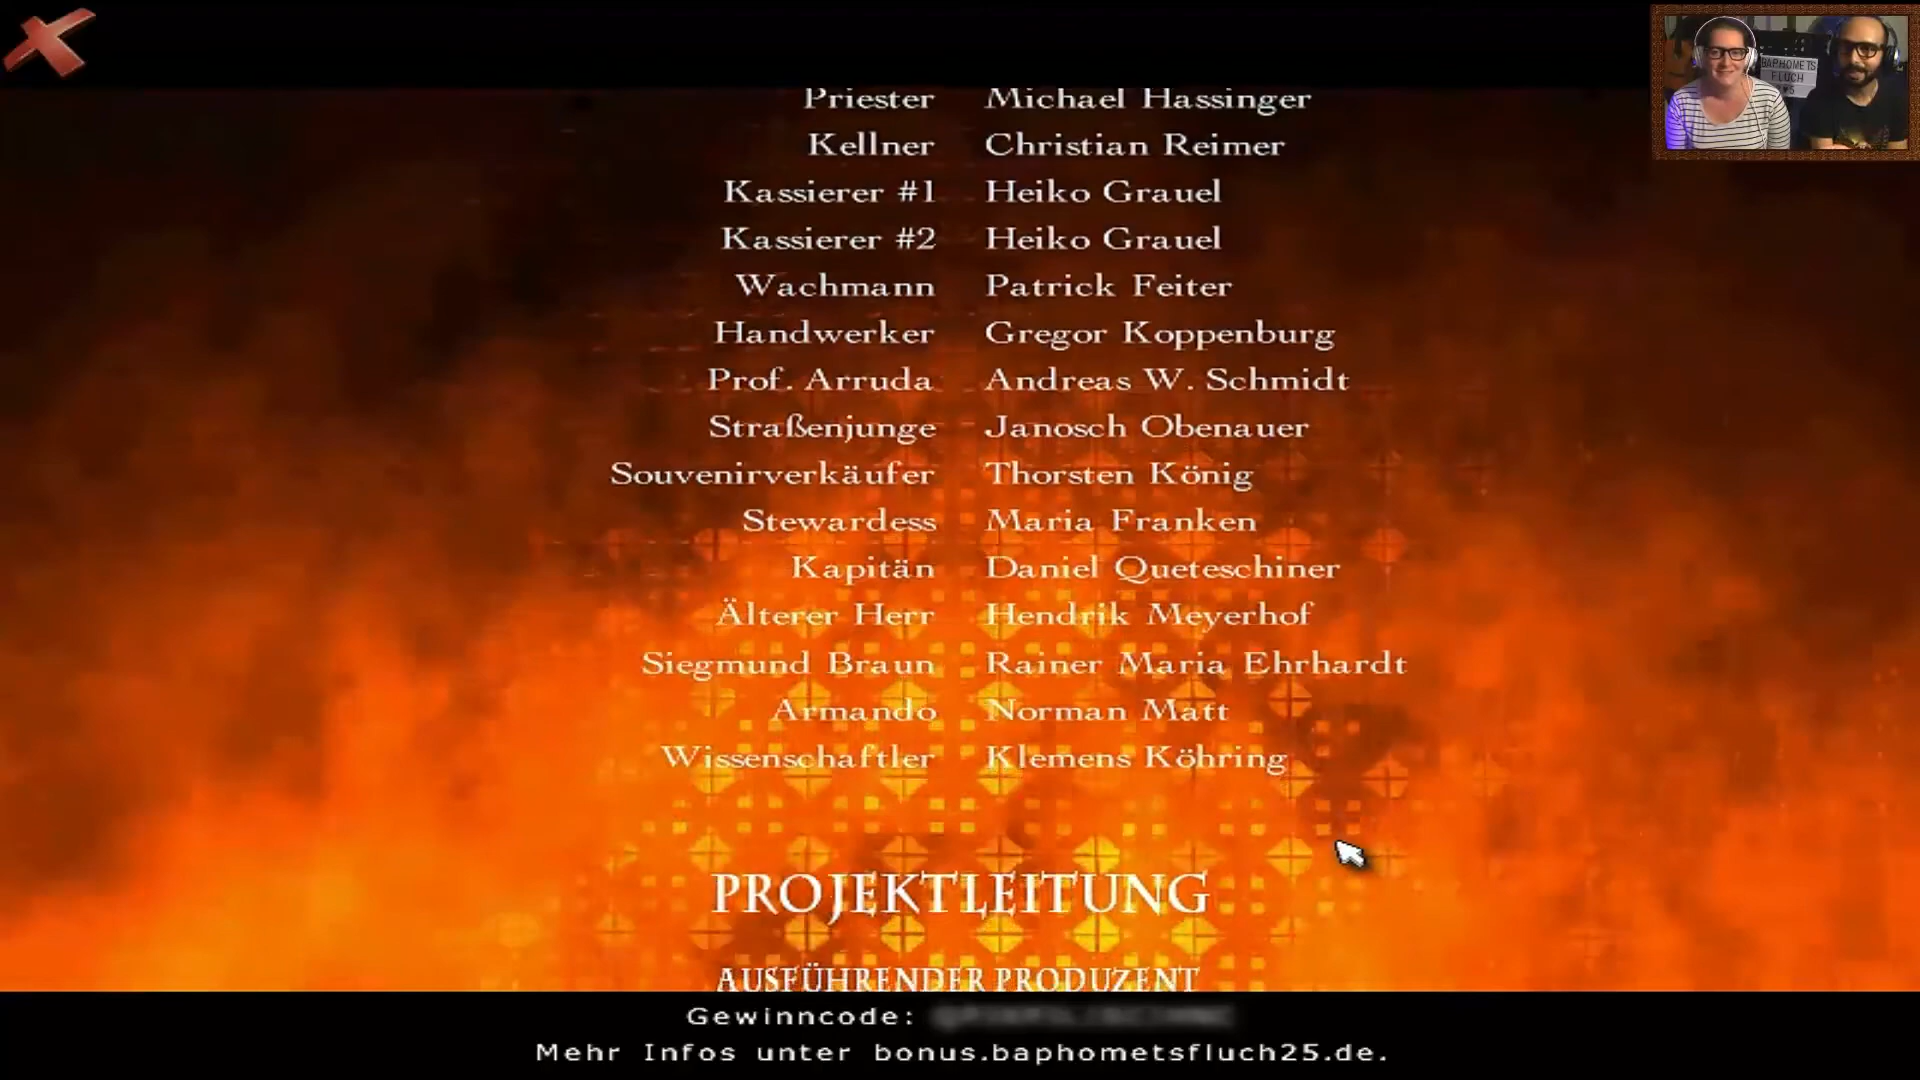 BAPHOMETS
FLUCH
Priester Michael Hassinger
Kellner Christian Reimer
Kassierer #1 Heiko Grauel
Kassierer #2 Heiko Grauel
Wachmann Patrick Feiter
Handwerker Gregor Koppenburg
Prof. Arruda Andreas W. Schmidt
Straßenjunge Janosch Obenauer
Souvenirverkäufer Thorsten König
Stewardess Maria Franken
Kapitän Daniel Queteschiner
Älterer Herr Hendrik Meyerhof
Siegmund Braun Rainer Maria Ehrhardt
Armando Norman Matt
Wissenschaftler Klemens Köhring
PROJEKTLEITUNG
AUSFÜHRENDER PRODUZENT
Gewinncode:
Mehr Infos unter bonus.baphometsfluch25.de.